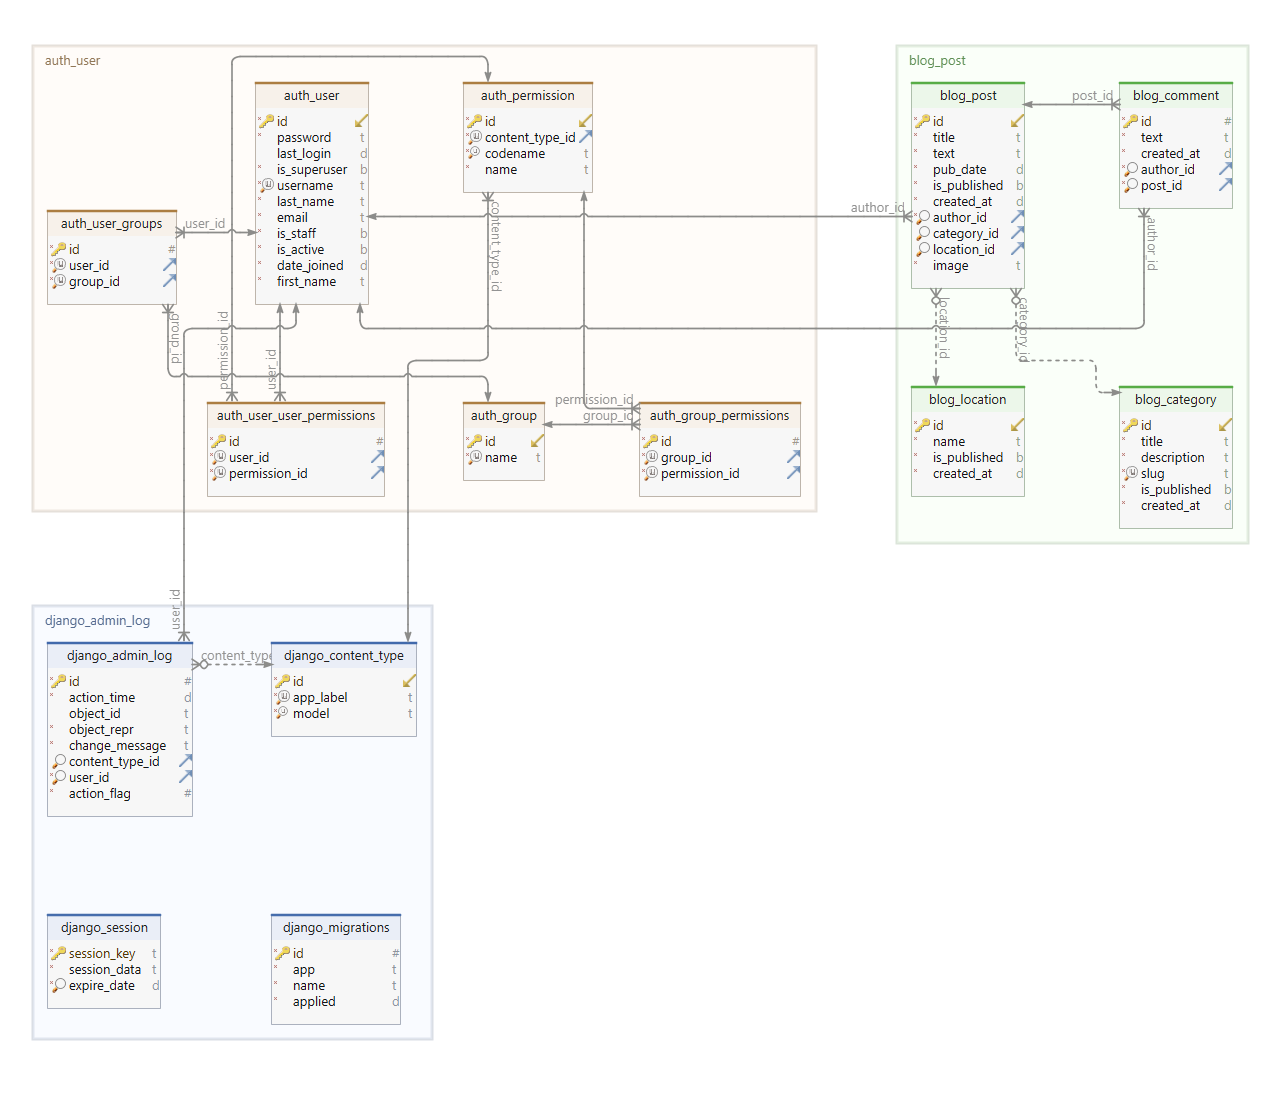 auth_user
auth_user
id
password t
last_login d
is_superuser b
username t
last_name t
email t
is_staff b
is_active b
date_joined d
first_name t
auth_permission
id
content_type_id
codename t
name t
auth_user_groups
id #
user_id
group_id
user_id
group_id
permission_id
user_id
content_type_id
auth_user_user_permissions
id #
user_id
permission_id
auth_group
id
name t
permission_id
group_id
auth_group_permissions
id #
group_id
permission_id
blog_post
blog_post
id
title t
text t
pub_date d
is_published b
created_at d
author_id
category_id
location_id
image t
post_id
author_id
blog_comment
id #
text t
created_at d
author_id
post_id
author_id
location_id
category_id
blog_location
id
name t
is_published b
created_at d
blog_category
id
title t
description t
slug t
is_published b
created_at d
django_admin_log
user_id
django_admin_log
id #
action_time d
object_id t
object_repr t
change_message t
content_type_id
user_id
action_flag #
content_type
django_content_type
id
app_label t
model t
django_session
session_key t
session_data t
expire_date d
django_migrations
id #
app t
name t
applied d